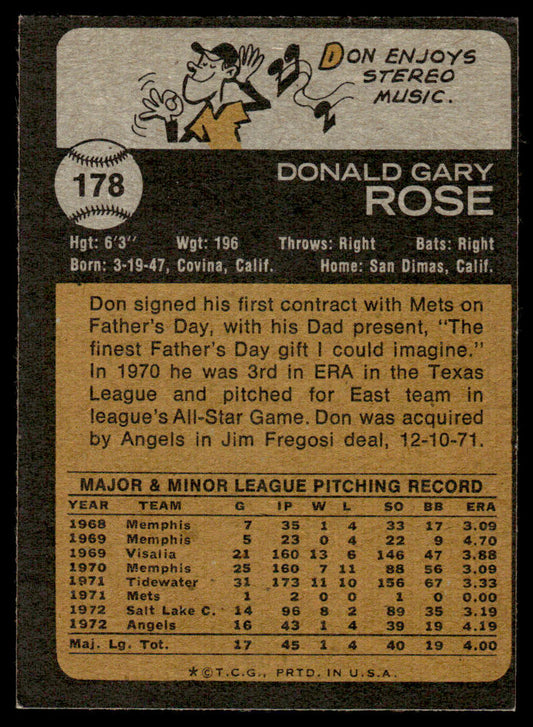 DON ENJOYS
STEREO
MUSIC.
178
DONALD GARY
ROSE
Hgt: 6'3" Wgt: 196 Throws: Right Bats: Right
Born: 3-19-47, Covina, Calif. Home: San Dimas, Calif.
Don signed his first contract with Mets on
Father's Day, with his Dad present, "The
finest Father's Day gift I could imagine."
In 1970 he was 3rd in ERA in the Texas
League and pitched for East team in
league's All-Star Game. Don was acquired
by Angels in Jim Fregosi deal, 12-10-71.
MAJOR & MINOR LEAGUE PITCHING RECORD
YEAR TEAM G IP W L SO BB ERA
1968 Memphis 7 35 1 4 33 17 3.09
1969 Memphis 5 23 0 4 22 9 4.70
1969 Visalia 21 160 13 6 146 47 3.88
1970 Memphis 25 160 7 11 88 56 3.09
1971 Tidewater 31 173 11 10 156 67 3.33
1971 Mets 1 2 0 0 1 0 0.00
1972 Salt Lake C. 14 96 8 2 89 35 3.19
1972 Angels 16 43 1 4 39 19 4.19
Maj. Lg. Tot. 17 45 1 4 40 19 4.00
*©T.C.G., PRTD. IN U.S.A.